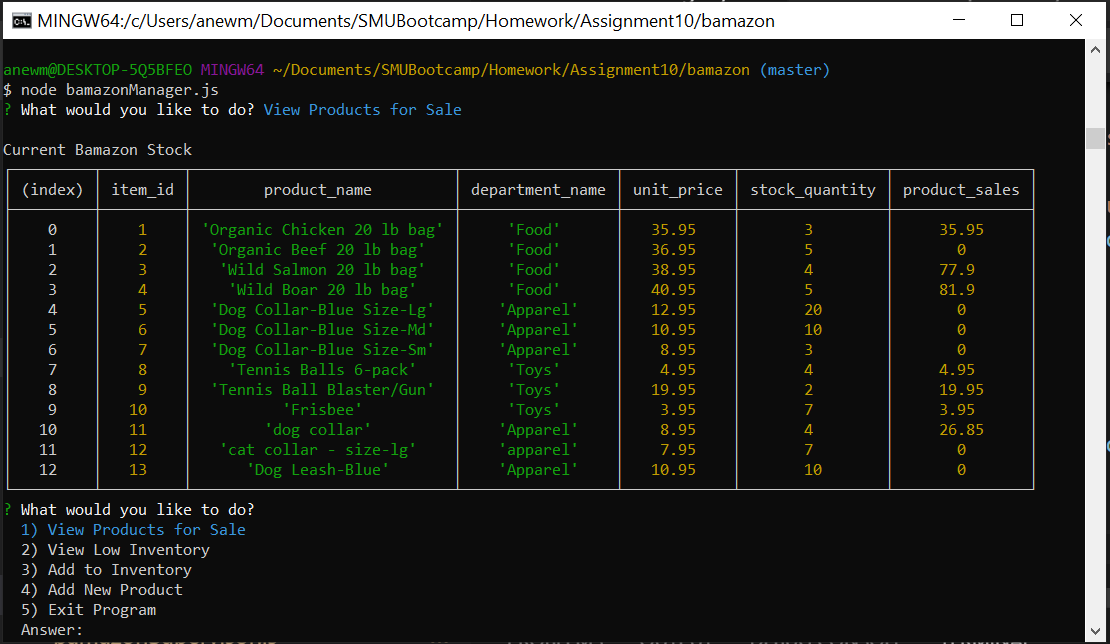 MINGW64:/c/Users/anewm/Documents/SMUBootcamp/Homework/Assignment10/bamazon
anewm@DESKTOP-5Q5BFEO MINGW64 ~/Documents/SMUBootcamp/Homework/Assignment10/bamazon (master)
$ node bamazonManager.js
? What would you like to do? View Products for Sale
Current Bamazon Stock
(index) item_id product_name department_name unit_price stock_quantity product_sales
0 1 'Organic Chicken 20 lb bag' 'Food' 35.95 3 35.95
1 2 'Organic Beef 20 lb bag' 'Food' 36.95 5 0
2 3 'Wild Salmon 20 lb bag' 'Food' 38.95 4 77.9
3 4 'Wild Boar 20 lb bag' 'Food' 40.95 5 81.9
4 5 'Dog Collar-Blue Size-Lg' 'Apparel' 12.95 20 0
5 6 'Dog Collar-Blue Size-Md' 'Apparel' 10.95 10 0
6 7 'Dog Collar-Blue Size-Sm' 'Apparel' 8.95 3 0
7 8 'Tennis Balls 6-pack' 'Toys' 4.95 4 4.95
8 9 'Tennis Ball Blaster/Gun' 'Toys' 19.95 2 19.95
9 10 'Frisbee' 'Toys' 3.95 7 3.95
10 11 'dog collar' 'Apparel' 8.95 4 26.85
11 12 'cat collar - size-lg' 'apparel' 7.95 7 0
12 13 'Dog Leash-Blue' 'Apparel' 10.95 10 0
? What would you like to do?
1) View Products for Sale
2) View Low Inventory
3) Add to Inventory
4) Add New Product
5) Exit Program
Answer: